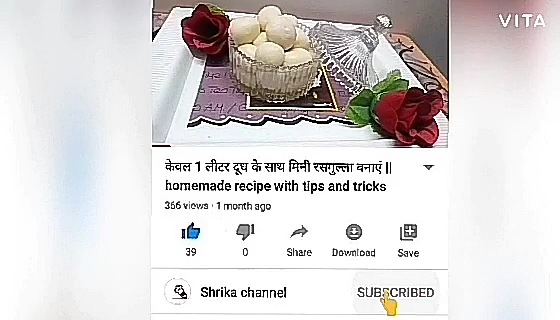 VITA
केवल 1 लीटर दूध के साथ मिनी रसगुल्ला बनाएं ||
homemade recipe with tips and tricks
366 views · 1 month ago
39
0
Share
Download
Save
Shrika channel
SUBSCRIBED